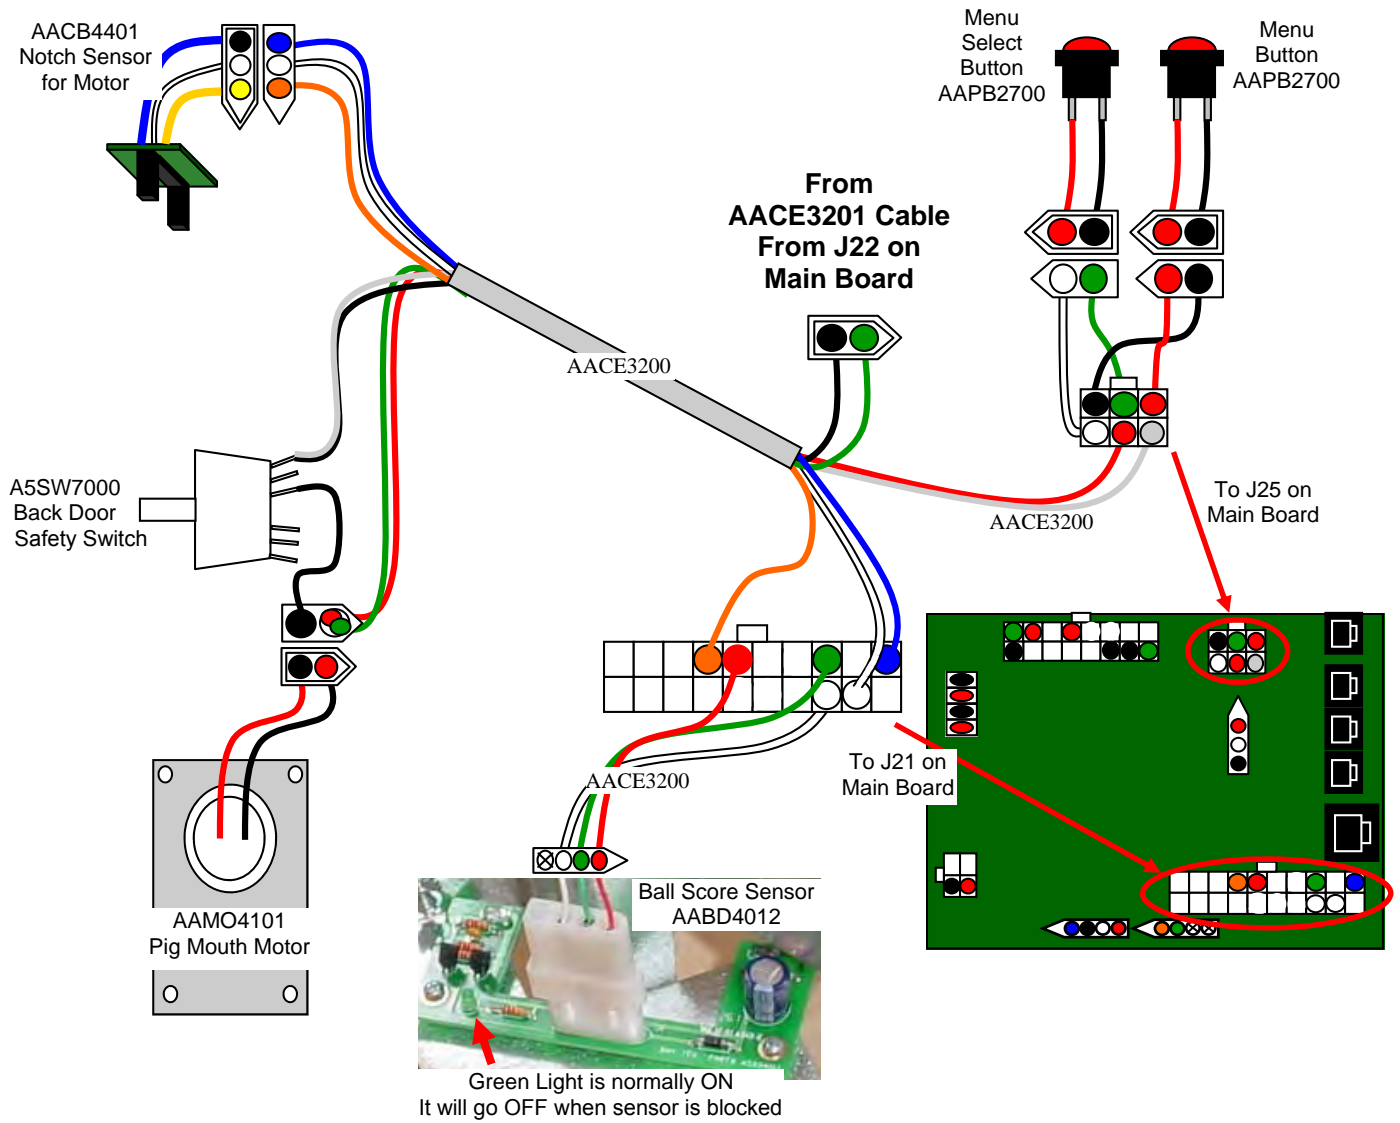 AACB4401
Notch Sensor
for Motor
Menu
Select
Button
AAPB2700
Menu
Button
AAPB2700
From
AACE3201 Cable
From J22 on
Main Board
AACE3200
A5SW7000
Back Door
Safety Switch
To J25 on
Main Board
AACE3200
To J21 on
Main Board
AACE3200
AAMO4101
Pig Mouth Motor
Ball Score Sensor
AABD4012
Green Light is normally ON
It will go OFF when sensor is blocked